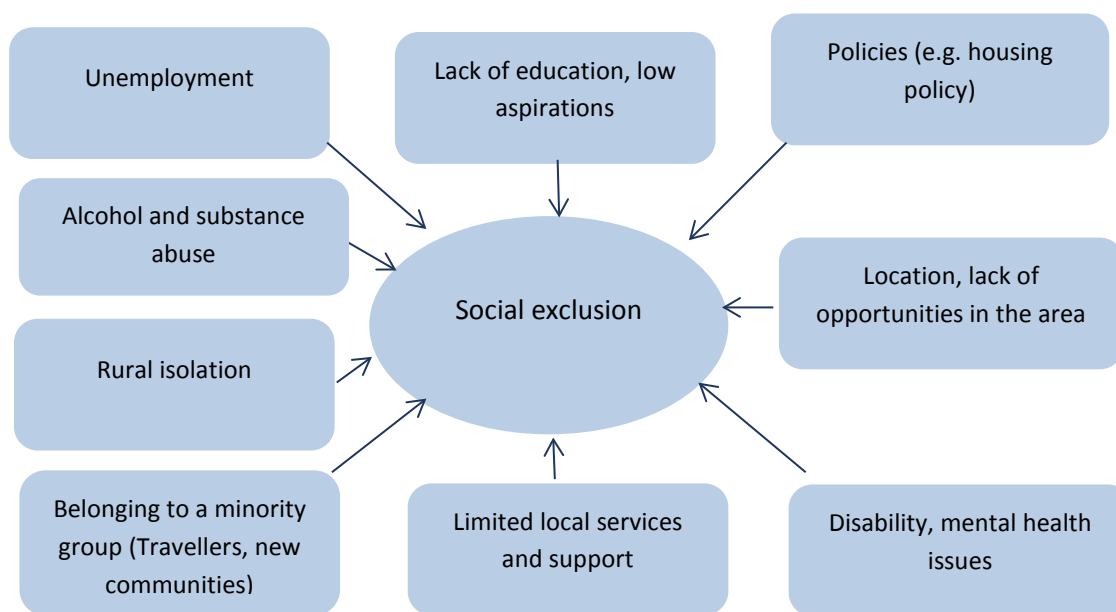 Unemployment
Lack of education, low
aspirations
Policies (e.g. housing
policy)
Alcohol and substance
abuse
Social exclusion
Location, lack of
opportunities in the area
Rural isolation
Belonging to a minority
group (Travellers, new
communities)
Limited local services
and support
Disability, mental health
issues